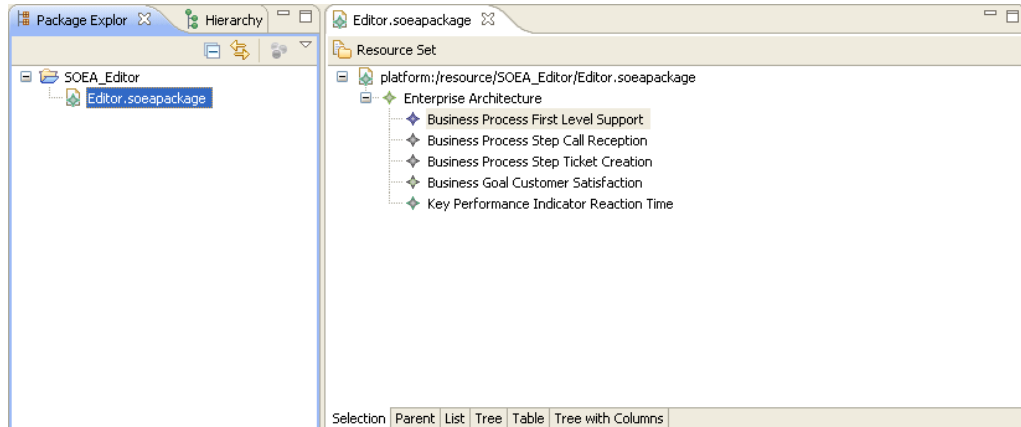 Package Explor
Hierarchy
SOEA_Editor
Editor.soeapackage
Editor.soeapackage
Resource Set
platform:/resource/SOEA_Editor/Editor.soeapackage
Enterprise Architecture
Business Process First Level Support
Business Process Step Call Reception
Business Process Step Ticket Creation
Business Goal Customer Satisfaction
Key Performance Indicator Reaction Time
Selection Parent List Tree Table Tree with Columns